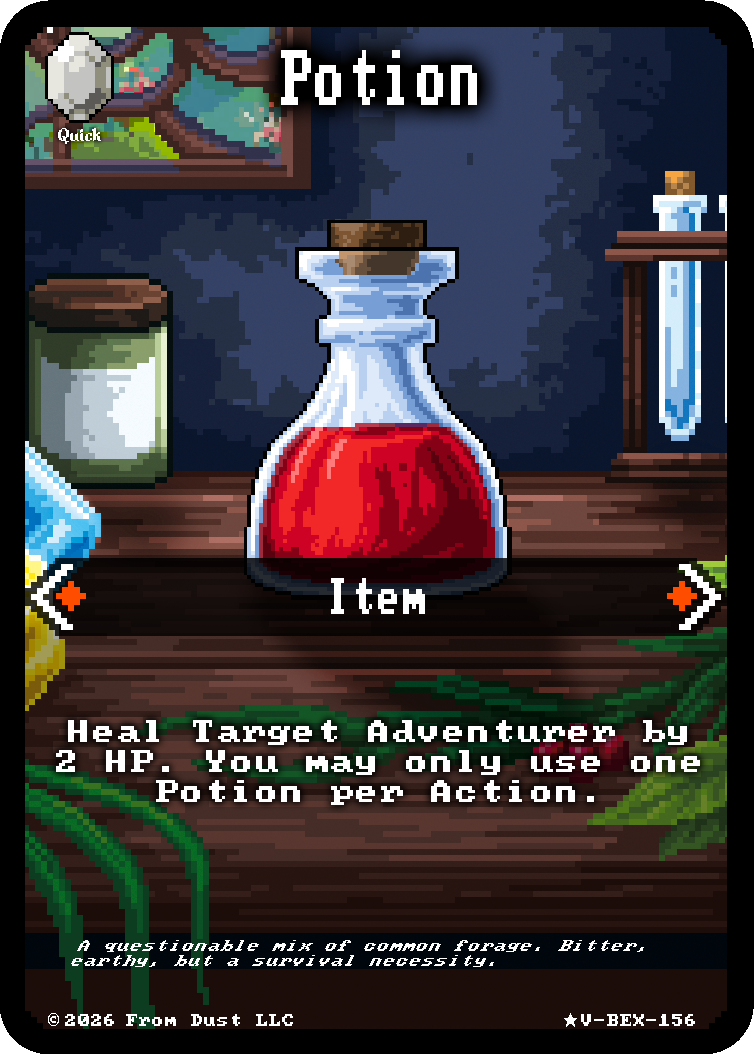 Potion
Quick
Item
Heal Target Adventurer by
2 HP. You may only use one
Potion per Action.
A questionable mix of common forage. Bitter,
earthy, but a survival necessity.
©2026 From Dust LLC
★V-BEX-156